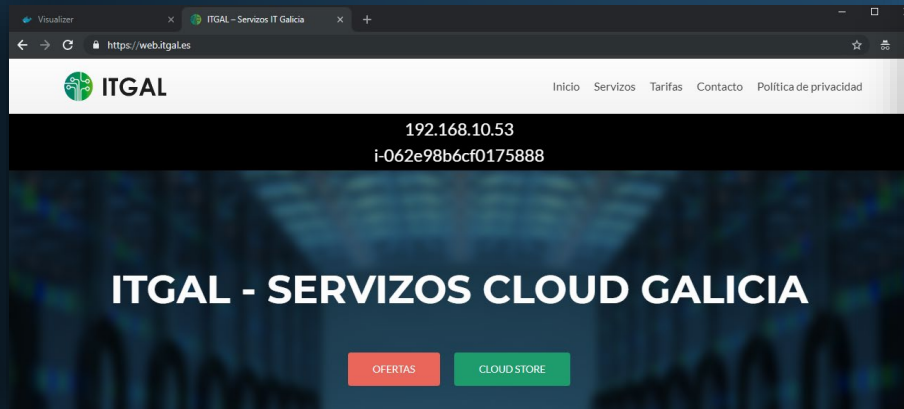 Visualizer
ITGAL – Servizos IT Galicia
https://web.itgal.es
ITGAL
Inicio Servizos Tarifas Contacto Política de privacidad
192.168.10.53
i-062e98b6cf0175888
ITGAL - SERVIZOS CLOUD GALICIA
OFERTAS CLOUD STORE